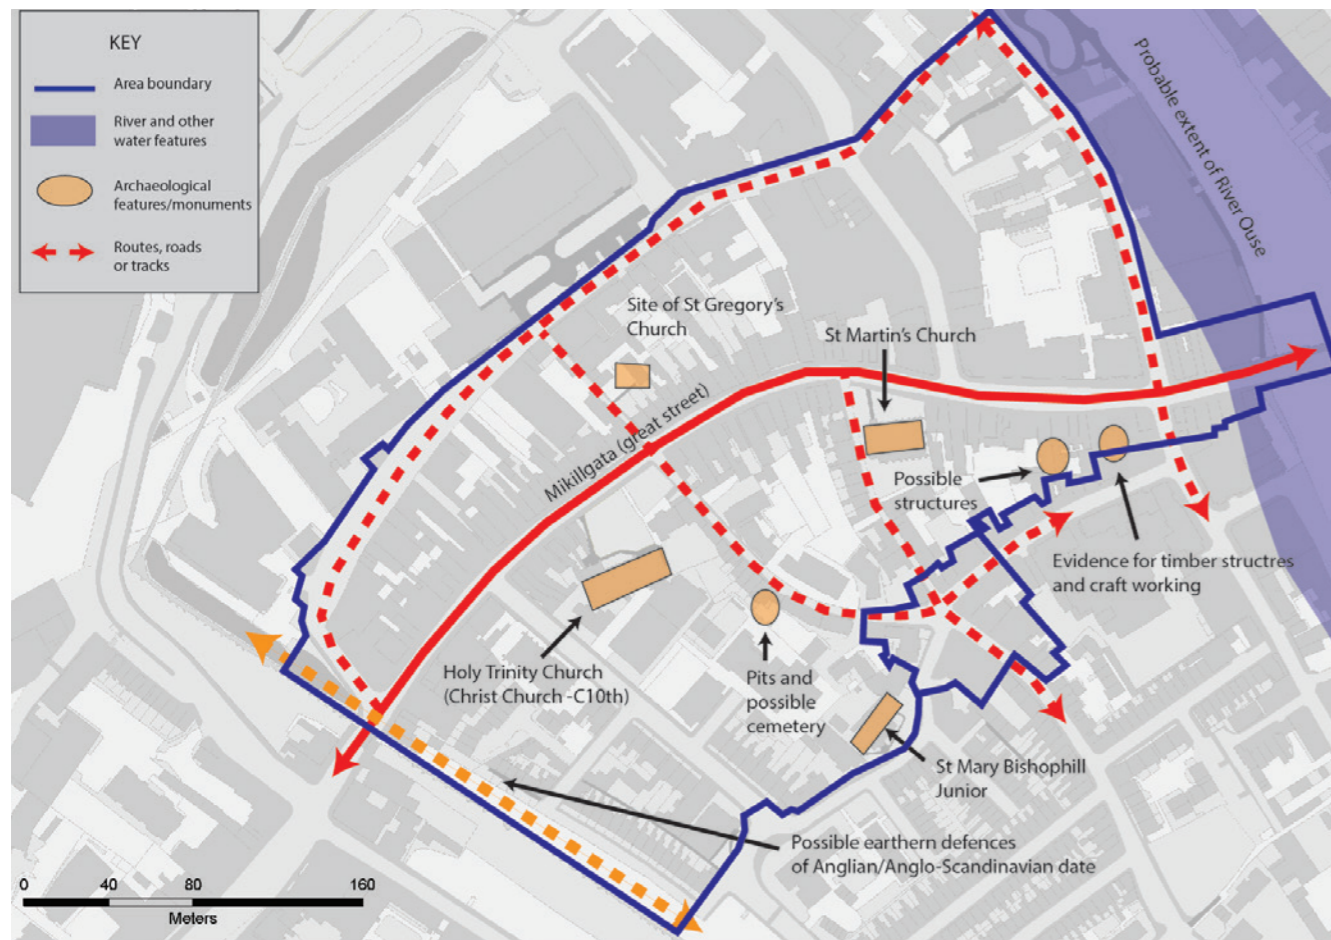 KEY
Area boundary
River and other
water features
Archaeological
features/monuments
Routes, roads
or tracks
Probable extent of River Ouse
Site of St Gregory's
Church
St Martin's Church
Mikillgata (great street)
Possible
structures
Evidence for timber structres
and craft working
Holy Trinity Church
(Christ Church -C10th)
Pits and
possible
cemetery
St Mary Bishophill
Junior
Possible earthern defences
of Anglian/Anglo-Scandinavian date
0 40 80 160
Meters